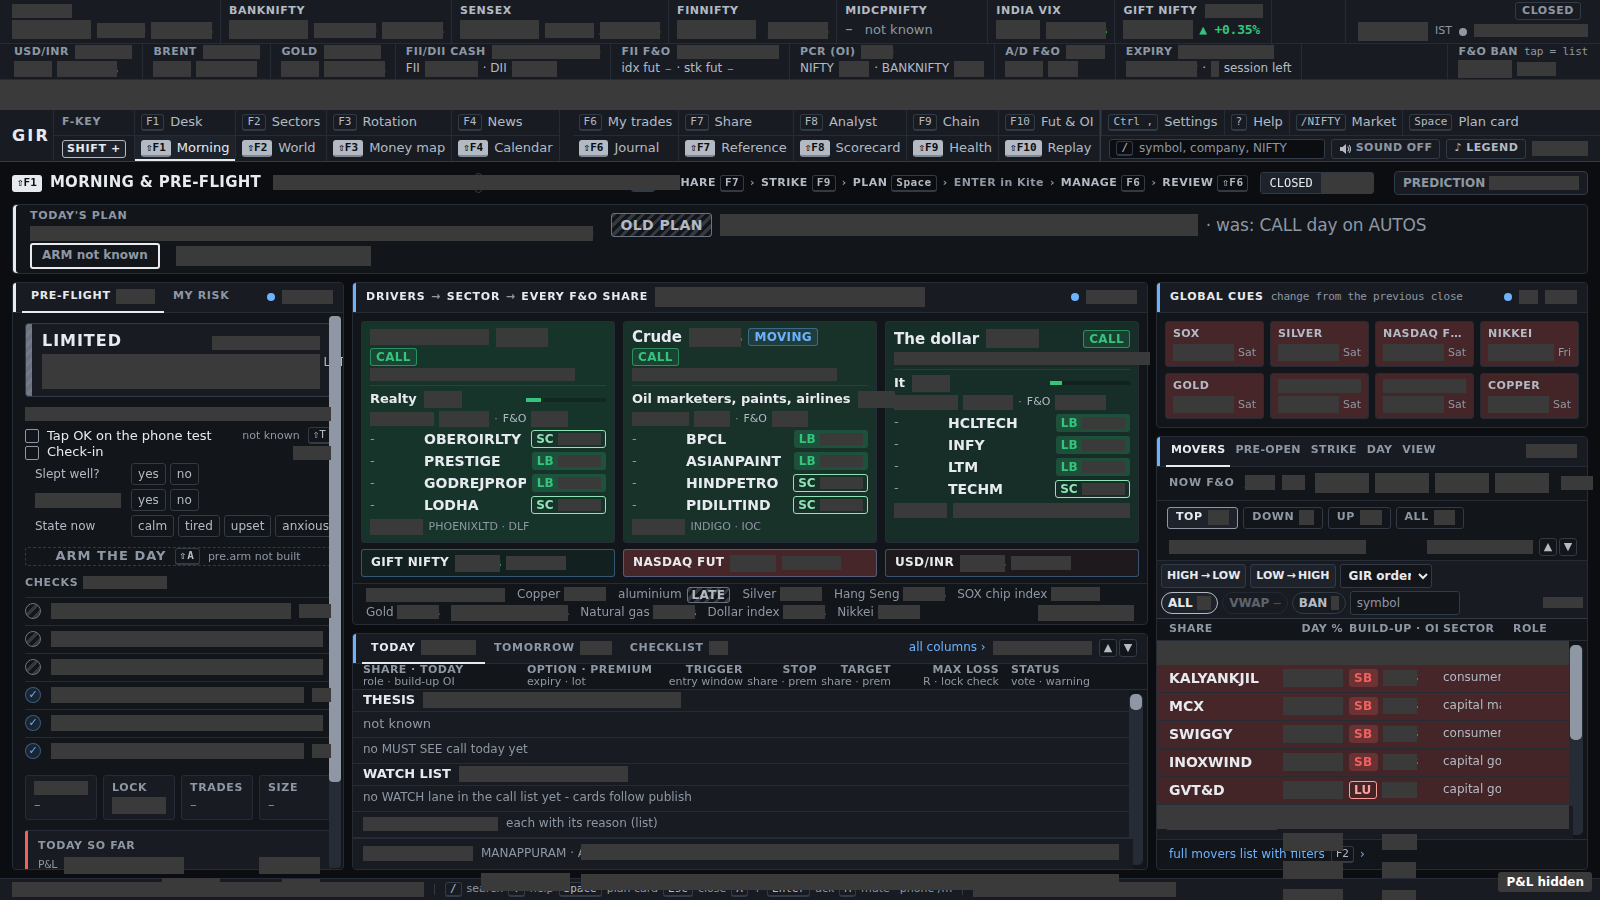 BANKNIFTY SENSEX FINNIFTY MIDCPNIFTY INDIA VIX GIFT NIFTY CLOSED
– not known ▲ +0.35% IST
USD/INR BRENT GOLD FII/DII CASH FII F&O PCR (OI) A/D F&O EXPIRY F&O BAN tap = list
FII · DII idx fut – · stk fut – NIFTY · BANKNIFTY · session left
GIR F-KEY F1 Desk F2 Sectors F3 Rotation F4 News F6 My trades F7 Share F8 Analyst F9 Chain F10 Fut & OI Ctrl , Settings ? Help /NIFTY Market Space Plan card
SHIFT + ⇧F1 Morning ⇧F2 World ⇧F3 Money map ⇧F4 Calendar ⇧F6 Journal ⇧F7 Reference ⇧F8 Scorecard ⇧F9 Health ⇧F10 Replay / symbol, company, NIFTY SOUND OFF ♪ LEGEND
⇧F1 MORNING & PRE-FLIGHT HARE F7 › STRIKE F9 › PLAN Space › ENTER in Kite › MANAGE F6 › REVIEW ⇧F6 CLOSED PREDICTION
TODAY'S PLAN
OLD PLAN · was: CALL day on AUTOS
ARM not known
PRE-FLIGHT MY RISK
LIMITED
Tap OK on the phone test not known ⇧T
Check-in
Slept well? yes no
yes no
State now calm tired upset anxious
ARM THE DAY ⇧A pre.arm not built
CHECKS
LOCK TRADES SIZE
– – –
TODAY SO FAR
P&L
DRIVERS → SECTOR → EVERY F&O SHARE
CALL
Realty
· F&O
- OBEROIRLTY SC
- PRESTIGE LB
- GODREJPROP LB
- LODHA SC
PHOENIXLTD · DLF
Crude MOVING
CALL
Oil marketers, paints, airlines
· F&O
- BPCL LB
- ASIANPAINT LB
- HINDPETRO SC
- PIDILITIND SC
INDIGO · IOC
The dollar CALL
It
· F&O
- HCLTECH LB
- INFY LB
- LTM LB
- TECHM SC
GIFT NIFTY NASDAQ FUT USD/INR
Copper aluminium LATE Silver Hang Seng SOX chip index
Gold Natural gas Dollar index Nikkei
TODAY TOMORROW CHECKLIST all columns › ▲ ▼
SHARE · TODAY OPTION · PREMIUM TRIGGER STOP TARGET MAX LOSS STATUS
role · build-up OI expiry · lot entry window share · prem share · prem R · lock check vote · warning
THESIS
not known
no MUST SEE call today yet
WATCH LIST
no WATCH lane in the call list yet - cards follow publish
each with its reason (list)
MANAPPURAM ·
GLOBAL CUES change from the previous close
SOX SILVER NASDAQ F… NIKKEI
Sat Sat Sat Fri
GOLD COPPER
Sat Sat Sat Sat
MOVERS PRE-OPEN STRIKE DAY VIEW
NOW F&O
TOP DOWN UP ALL
▲ ▼
HIGH→LOW LOW→HIGH GIR order
ALL VWAP – BAN symbol
SHARE DAY % BUILD-UP · OI SECTOR ROLE
KALYANKJIL SB consumer
MCX SB capital ma
SWIGGY SB consumer
INOXWIND SB capital go
GVT&D LU capital go
full movers list with filters F2 ›
/ P&L hidden